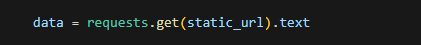 data = requests.get(static_url).text